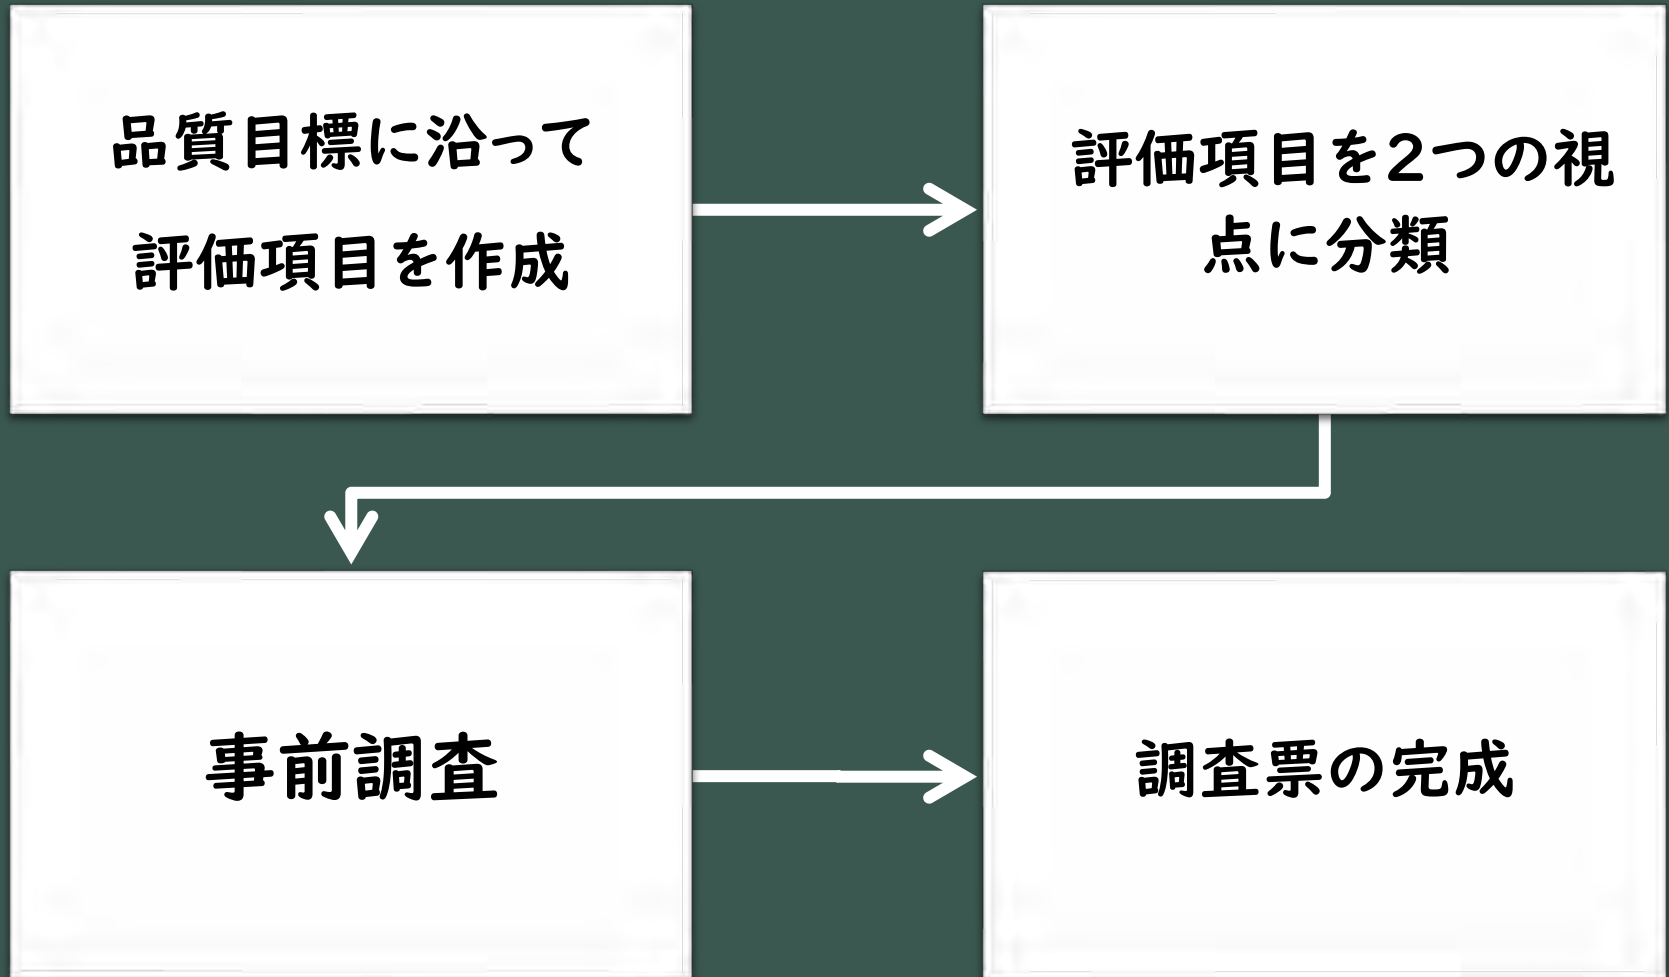 品質目標に沿って
評価項目を作成
評価項目を2つの視
点に分類
事前調査
調査票の完成